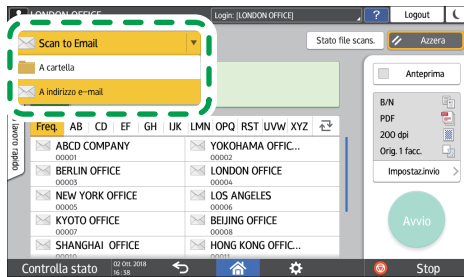 LONDON OFFICE
Login: [LONDON OFFICE]
?
Logout
Scan to Email
Stato file scans.
Azzera
A cartella
A indirizzo e-mail
Anteprima
B/N
PDF
200 dpi
Orig. 1 facc.
Impostaz.invio
Avvio
Freq. AB CD EF GH IJK LMN OPQ RST UVW XYZ
ABCD COMPANY
00001
YOKOHAMA OFFIC...
00002
BERLIN OFFICE
00003
LONDON OFFICE
00004
NEW YORK OFFICE
00005
LOS ANGELES
00006
KYOTO OFFICE
00007
BEIJING OFFICE
00008
SHANGHAI OFFICE
00010
HONG KONG OFFIC...
00011
Controlla stato
02 Ott. 2018
16:38
Stop